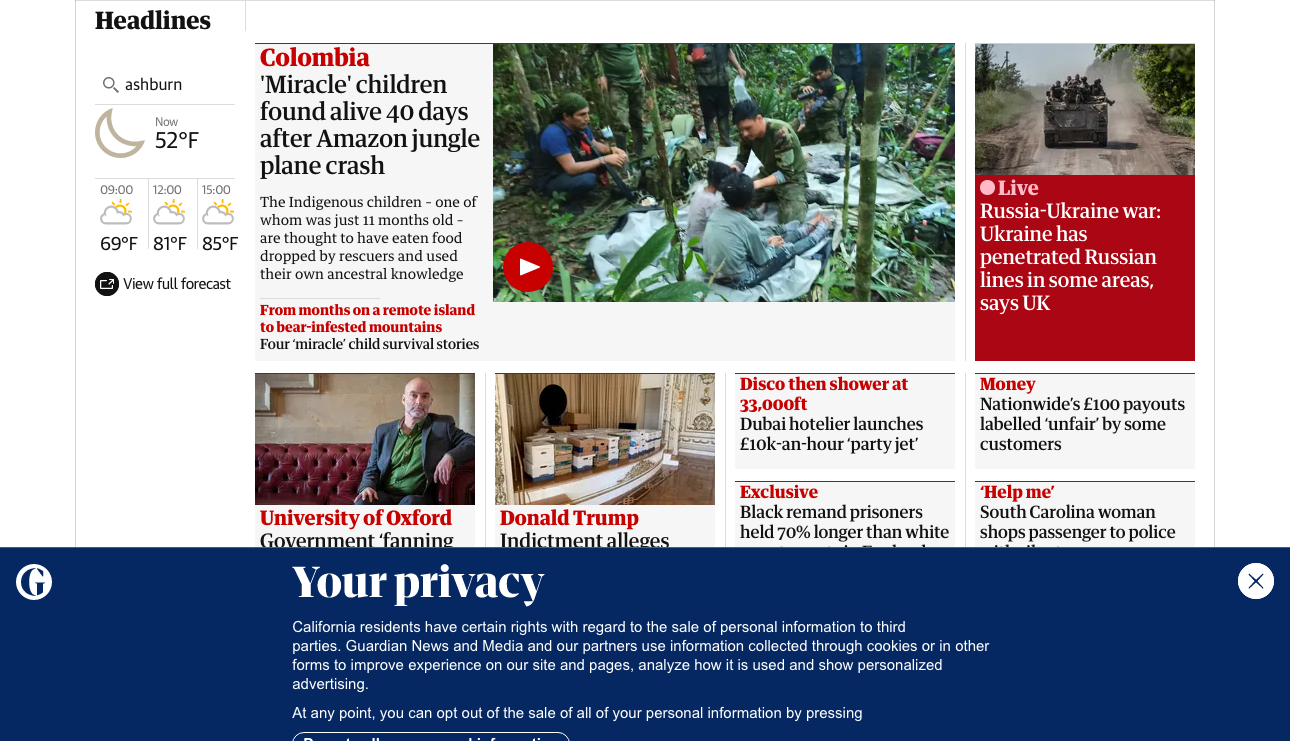 Headlines
ashburn
Now
52°F
09:00
12:00
15:00
69°F
81°F
85°F
View full forecast
Colombia
'Miracle' children
found alive 40 days
after Amazon jungle
plane crash
The Indigenous children – one of
whom was just 11 months old –
are thought to have eaten food
dropped by rescuers and used
their own ancestral knowledge
From months on a remote island
to bear-infested mountains
Four ‘miracle’ child survival stories
Live
Russia-Ukraine war:
Ukraine has
penetrated Russian
lines in some areas,
says UK
University of Oxford
Government ‘fanning
Donald Trump
Indictment alleges
Disco then shower at
33,000ft
Dubai hotelier launches
£10k-an-hour ‘party jet’
Exclusive
Black remand prisoners
held 70% longer than white
Money
Nationwide’s £100 payouts
labelled ‘unfair’ by some
customers
‘Help me’
South Carolina woman
shops passenger to police
Your privacy
California residents have certain rights with regard to the sale of personal information to third
parties. Guardian News and Media and our partners use information collected through cookies or in other
forms to improve experience on our site and pages, analyze how it is used and show personalized
advertising.
At any point, you can opt out of the sale of all of your personal information by pressing